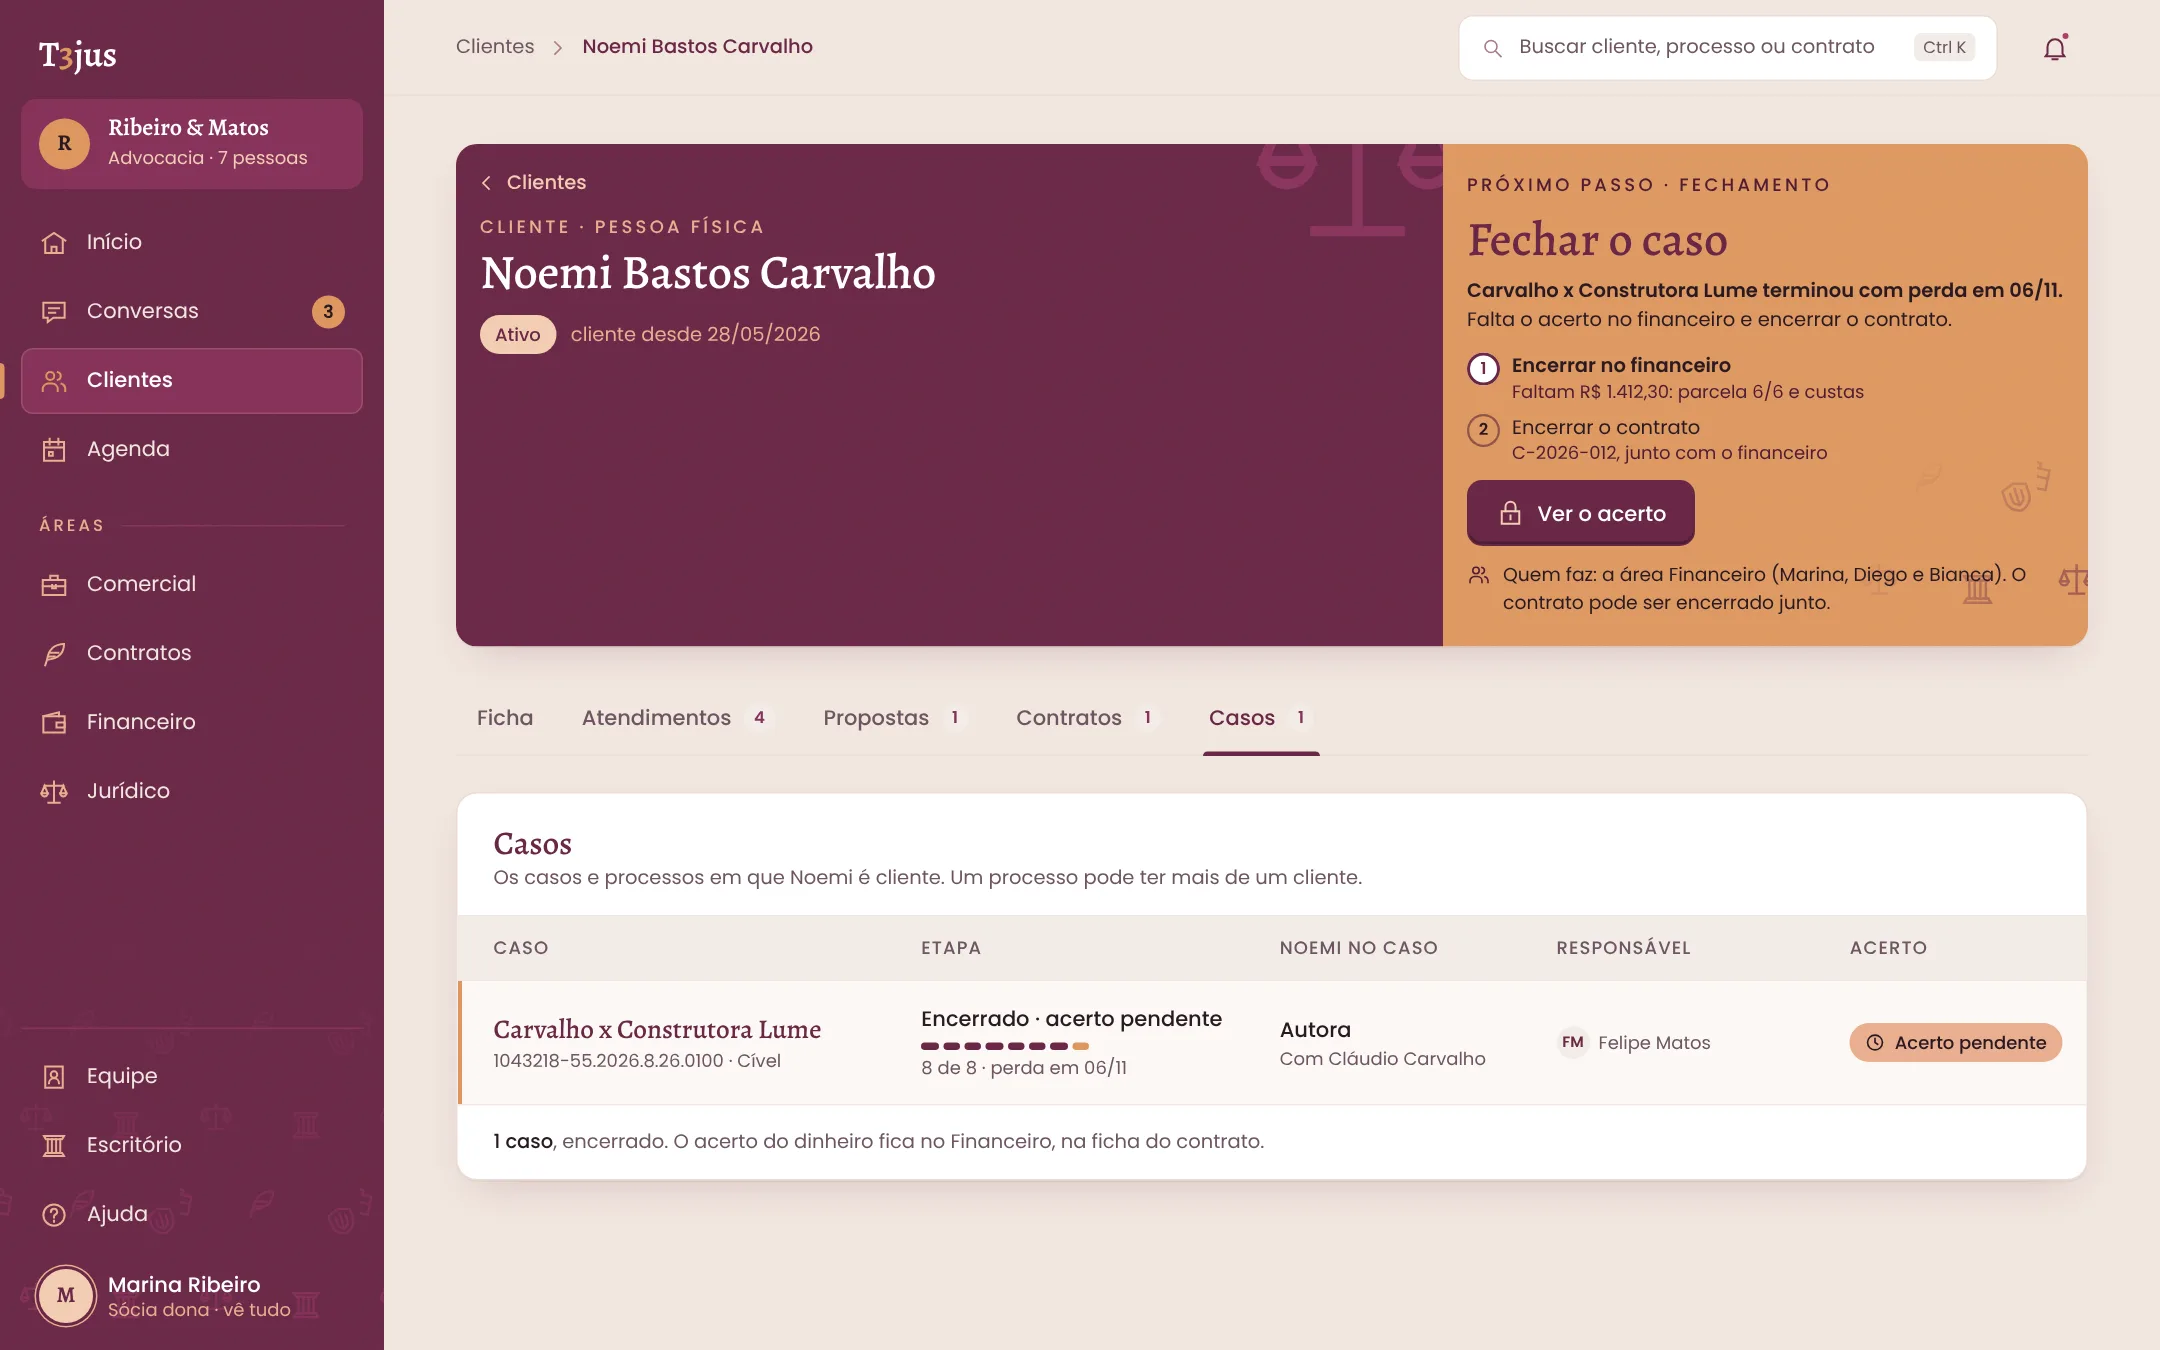 T3jus
R
Ribeiro & Matos
Advocacia · 7 pessoas
Início
Conversas 3
Clientes
Agenda
ÁREAS
Comercial
Contratos
Financeiro
Jurídico
Equipe
Escritório
Ajuda
M
Marina Ribeiro
Sócia dona · vê tudo
Clientes > Noemi Bastos Carvalho
Buscar cliente, processo ou contrato Ctrl K
Clientes
CLIENTE · PESSOA FÍSICA
Noemi Bastos Carvalho
Ativo cliente desde 28/05/2026
PRÓXIMO PASSO · FECHAMENTO
Fechar o caso
Carvalho x Construtora Lume terminou com perda em 06/11.
Falta o acerto no financeiro e encerrar o contrato.
1 Encerrar no financeiro
Faltam R$ 1.412,30: parcela 6/6 e custas
2 Encerrar o contrato
C-2026-012, junto com o financeiro
Ver o acerto
Quem faz: a área Financeiro (Marina, Diego e Bianca). O
contrato pode ser encerrado junto.
Ficha Atendimentos 4 Propostas 1 Contratos 1 Casos 1
Casos
Os casos e processos em que Noemi é cliente. Um processo pode ter mais de um cliente.
CASO ETAPA NOEMI NO CASO RESPONSÁVEL ACERTO
Carvalho x Construtora Lume
1043218-55.2026.8.26.0100 · Cível
Encerrado · acerto pendente
8 de 8 · perda em 06/11
Autora
Com Cláudio Carvalho
FM Felipe Matos
Acerto pendente
1 caso, encerrado. O acerto do dinheiro fica no Financeiro, na ficha do contrato.